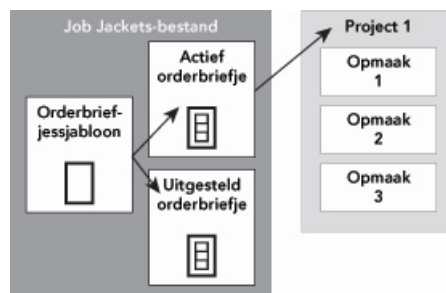 Job Jackets-bestand
Orderbrief-
jessjabloon
Actief
orderbriefje
Uitgesteld
orderbriefje
Project 1
Opmaak
1
Opmaak
2
Opmaak
3